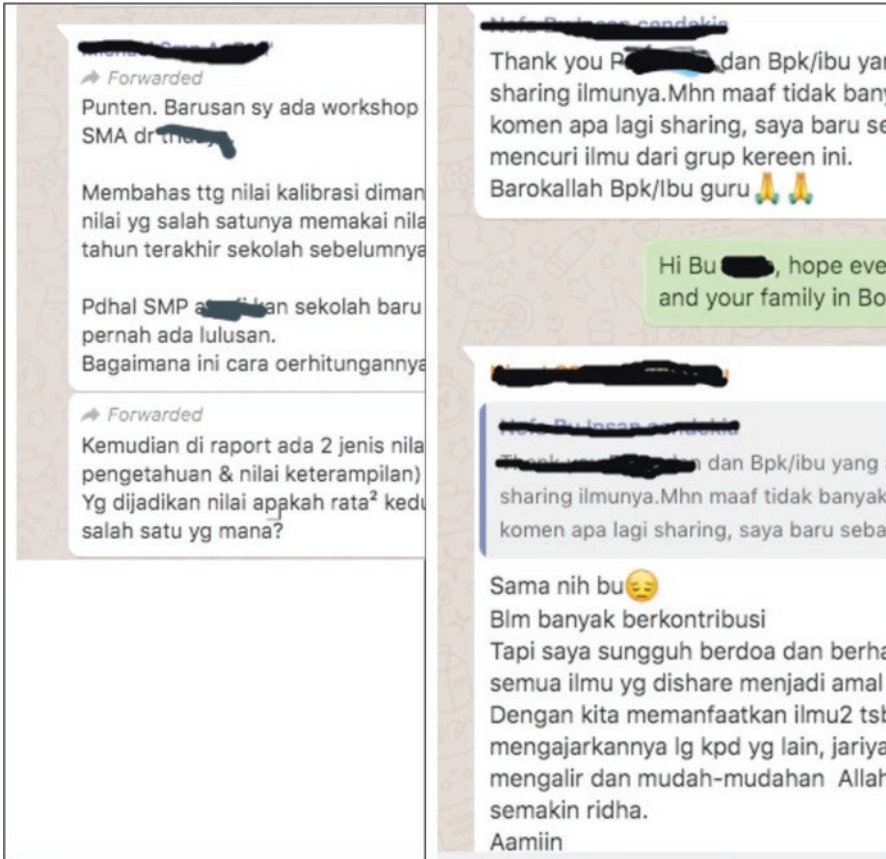 Forwarded
Punten. Barusan sy ada workshop
SMA dr
Membahas ttg nilai kalibrasi diman
nilai yg salah satunya memakai nila
tahun terakhir sekolah sebelumnya
Pdhal SMP kan sekolah baru
pernah ada lulusan.
Bagaimana ini cara oerhitungannya
Forwarded
Kemudian di raport ada 2 jenis nila
pengetahuan & nilai keterampilan)
Yg dijadikan nilai apakah rata² kedu
salah satu yg mana?
Thank you P dan Bpk/ibu yan
sharing ilmunya.Mhn maaf tidak bany
komen apa lagi sharing, saya baru se
mencuri ilmu dari grup kereen ini.
Barokallah Bpk/Ibu guru 🙏 🙏
Hi Bu , hope eve
and your family in Bo
dan Bpk/ibu yang
sharing ilmunya.Mhn maaf tidak banyak
komen apa lagi sharing, saya baru seba
Sama nih bu😔
Blm banyak berkontribusi
Tapi saya sungguh berdoa dan berha
semua ilmu yg dishare menjadi amal
Dengan kita memanfaatkan ilmu2 tsb
mengajarkannya lg kpd yg lain, jariya
mengalir dan mudah-mudahan Allah
semakin ridha.
Aamiin